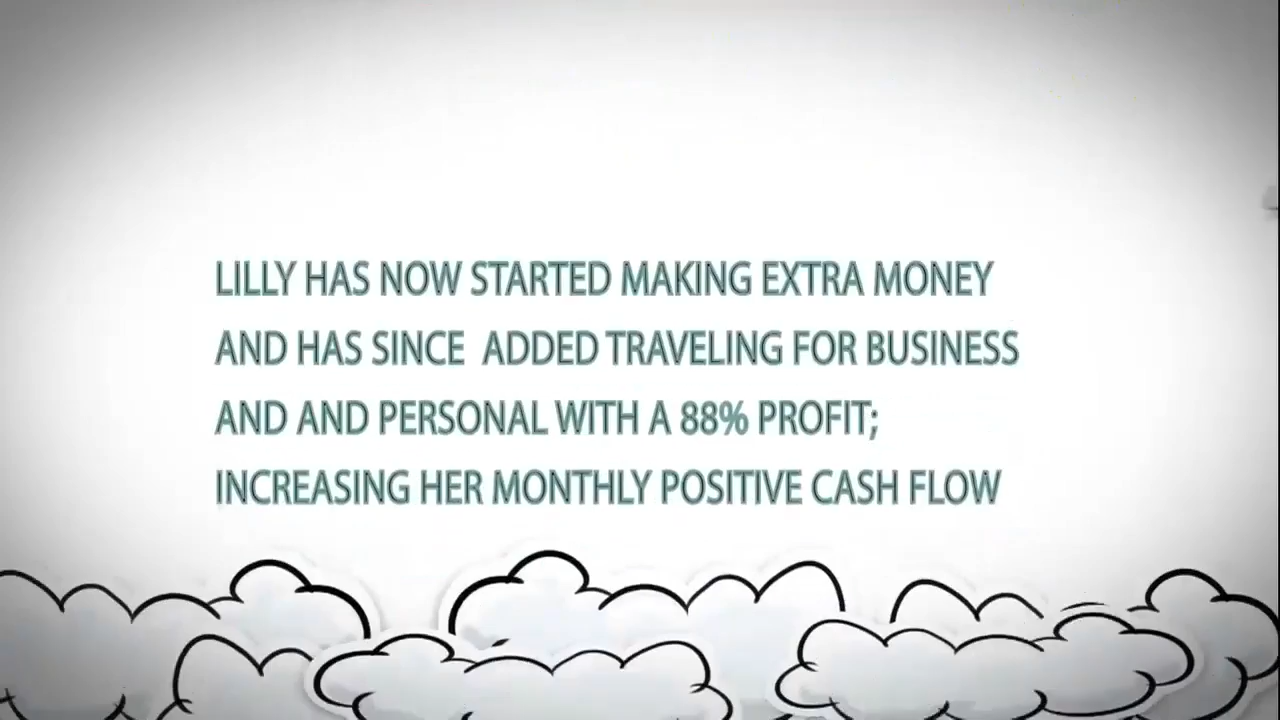 LILLY HAS NOW STARTED MAKING EXTRA MONEY
AND HAS SINCE  ADDED TRAVELING FOR BUSINESS
AND AND PERSONAL WITH A 88% PROFIT;
INCREASING HER MONTHLY POSITIVE CASH FLOW